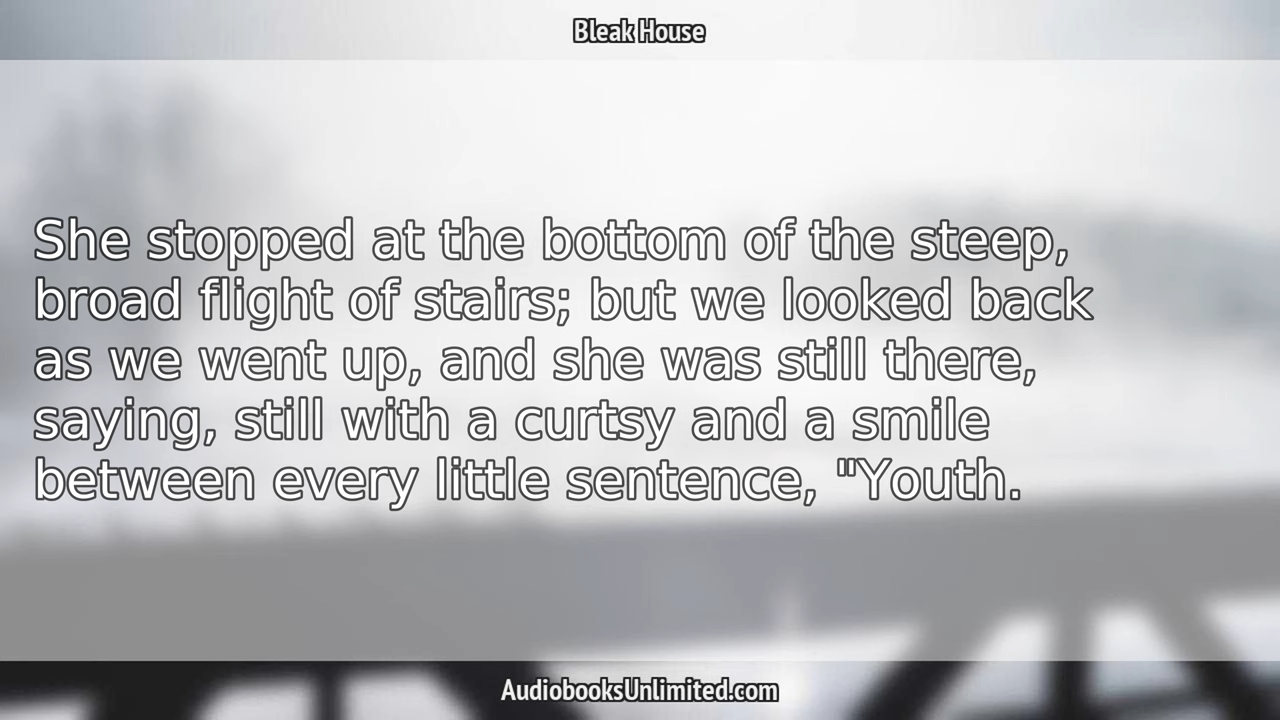 Bleak House
She stopped at the bottom of the steep,
broad flight of stairs; but we looked back
as we went up, and she was still there,
saying, still with a curtsy and a smile
between every little sentence, "Youth.
AudiobooksUnlimited.com